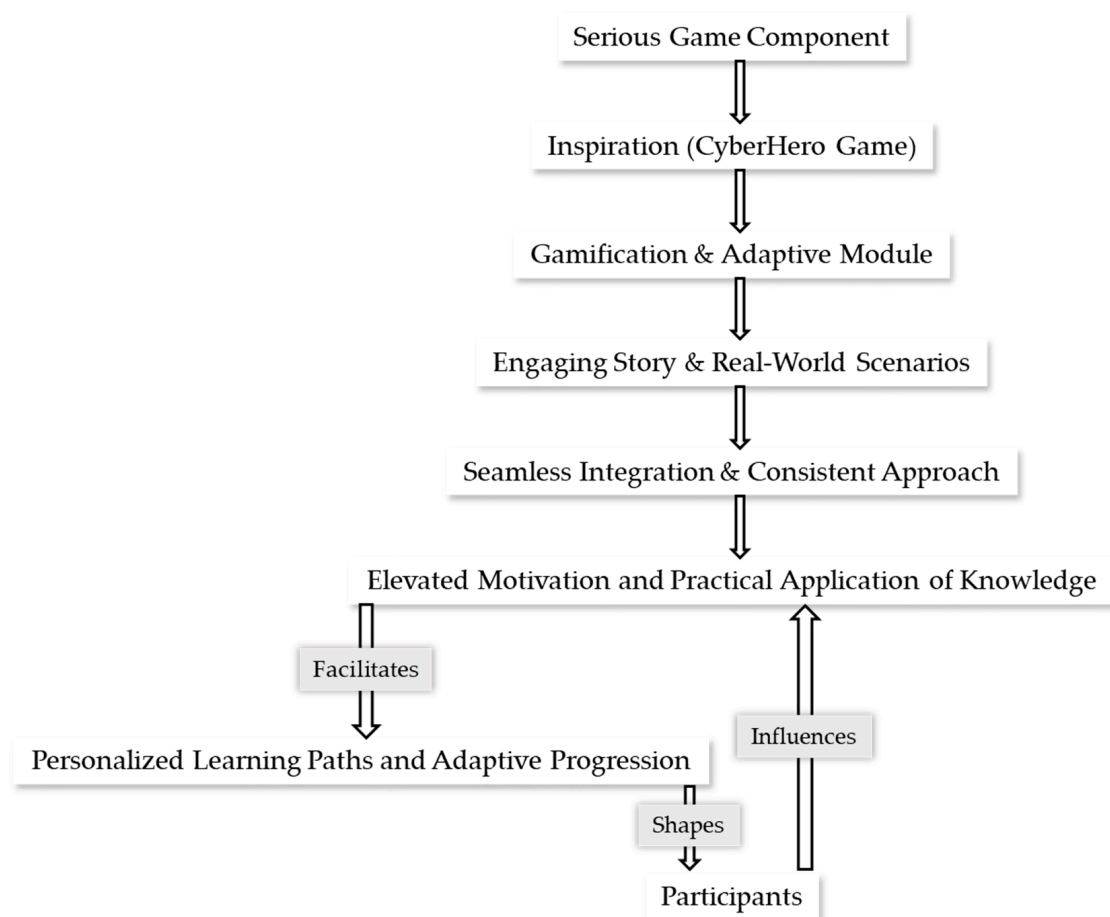 Serious Game Component
Inspiration (CyberHero Game)
Gamification & Adaptive Module
Engaging Story & Real-World Scenarios
Seamless Integration & Consistent Approach
Elevated Motivation and Practical Application of Knowledge
Facilitates
Influences
Personalized Learning Paths and Adaptive Progression
Shapes
Participants